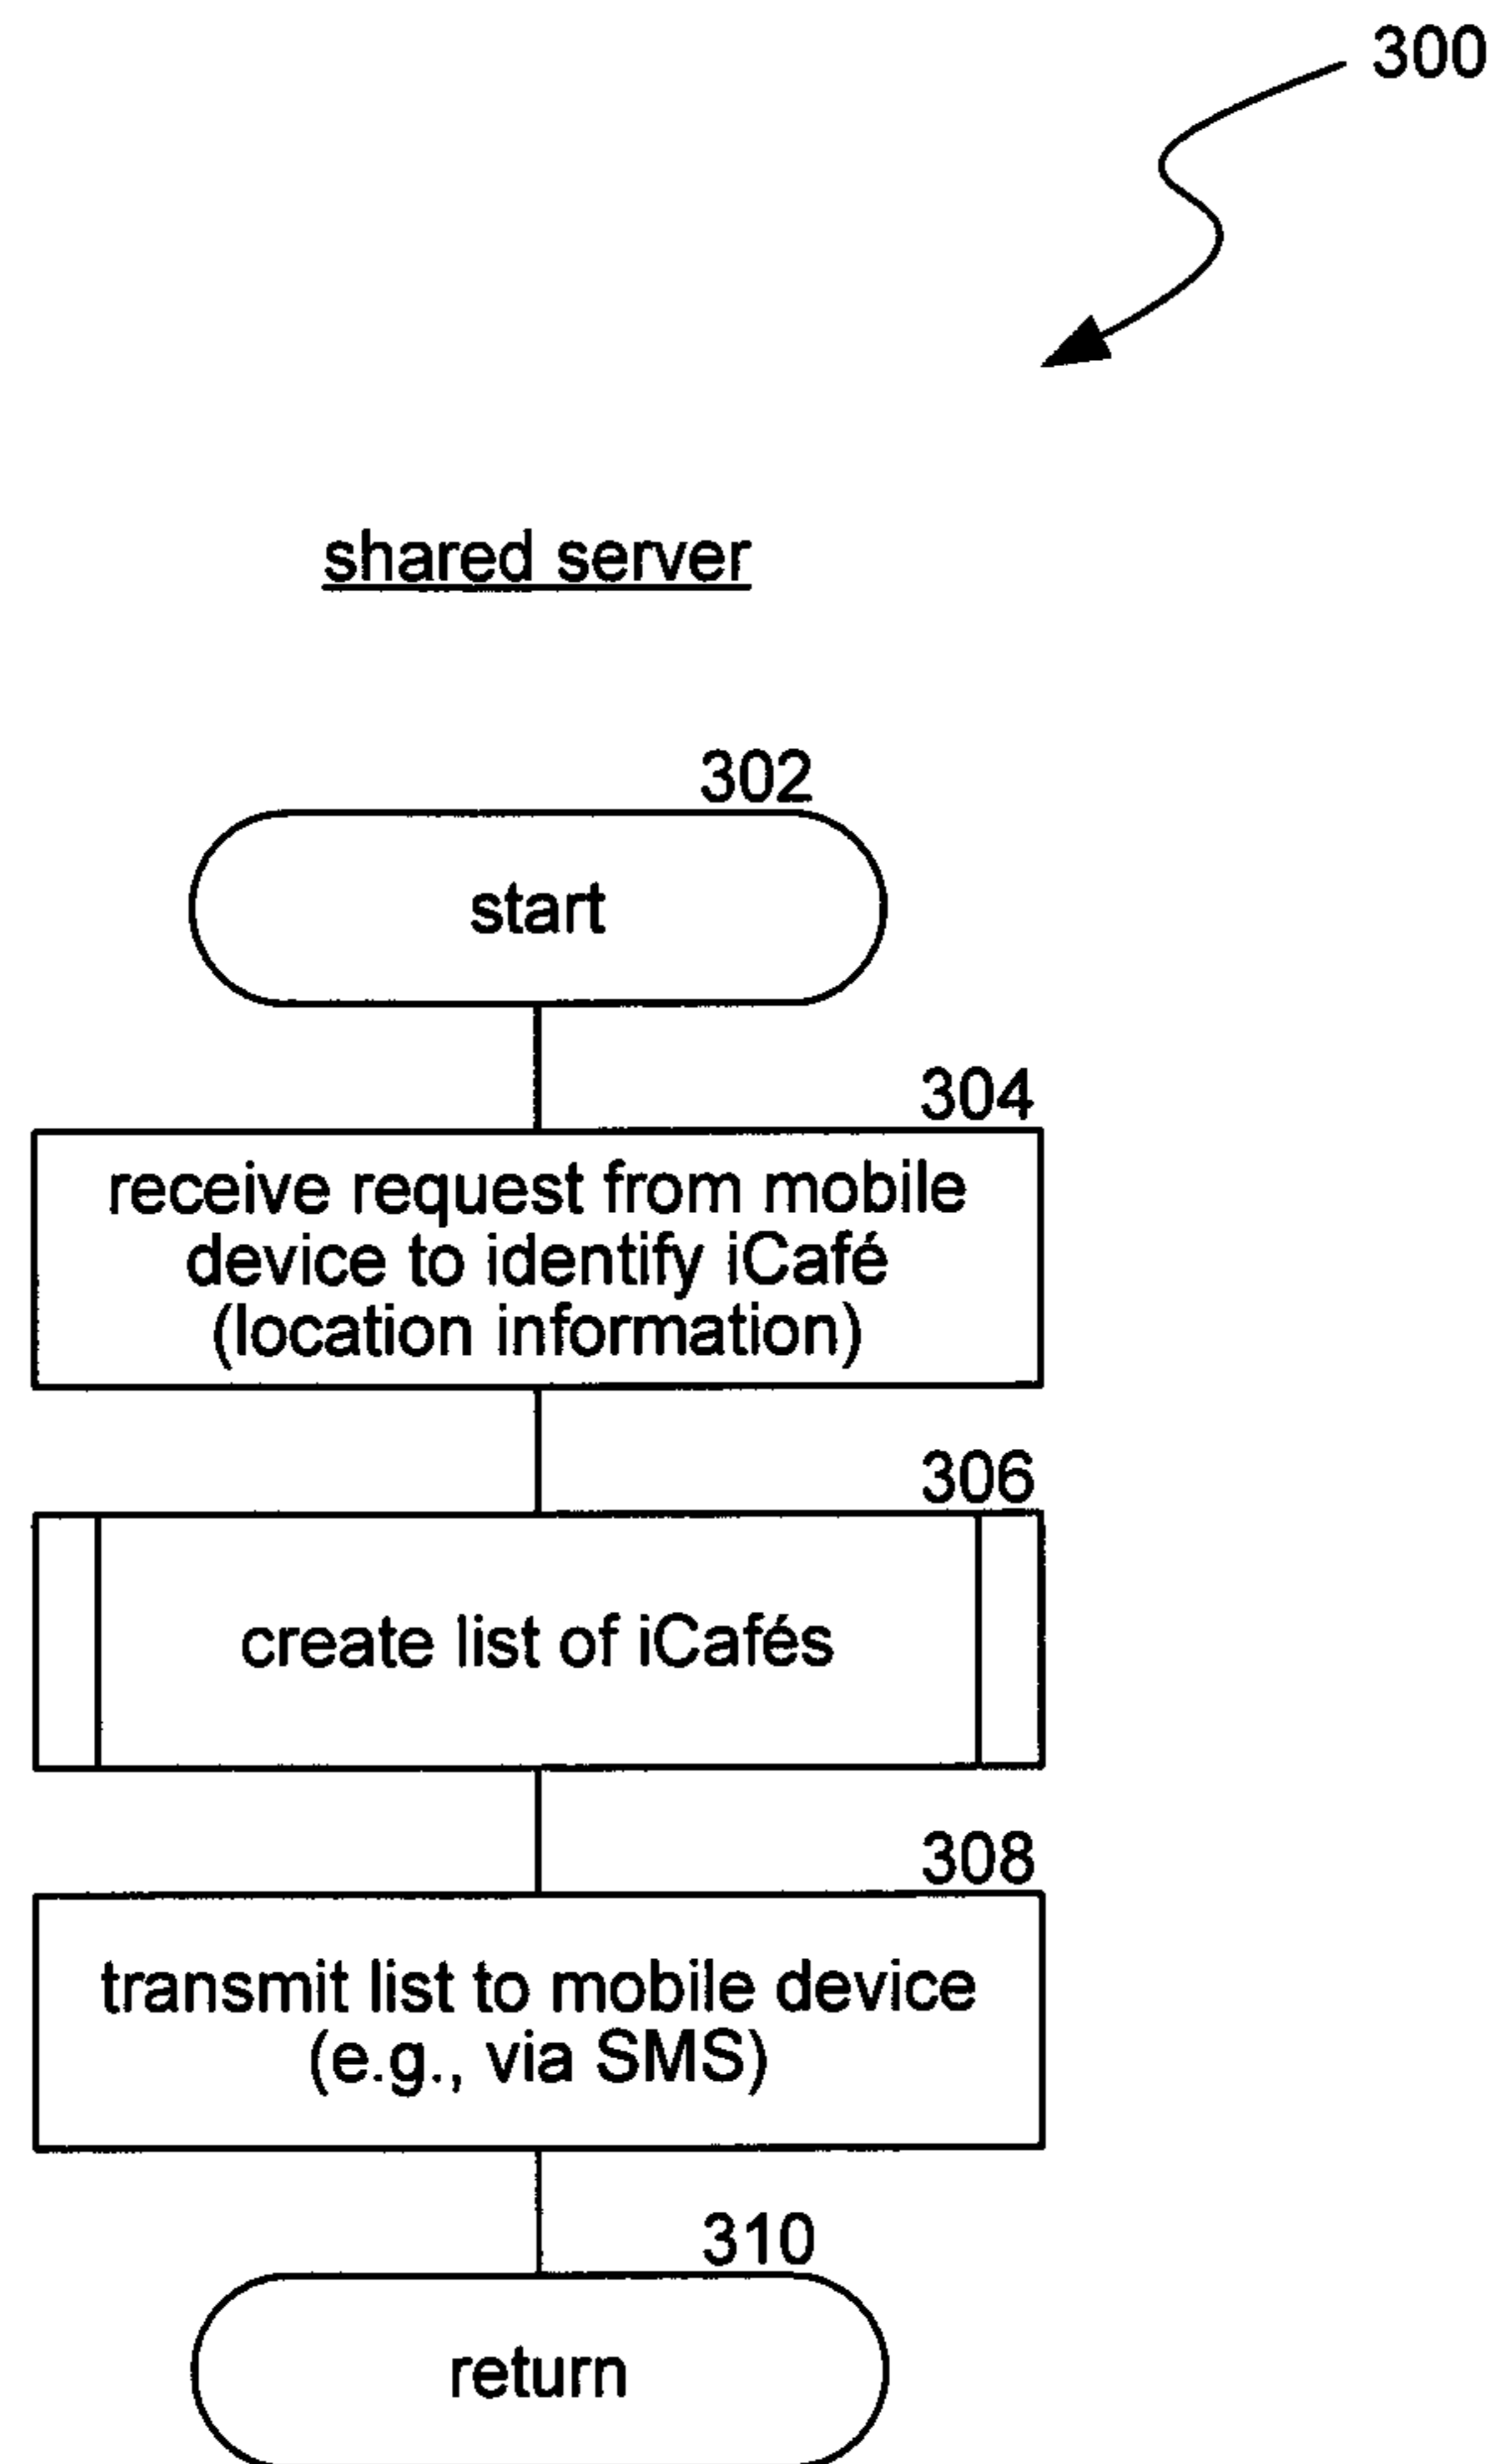 300
shared server
302
start
304
receive request from mobile
device to identify iCafé
(location information)
306
create list of iCafés
308
transmit list to mobile device
(e.g., via SMS)
310
return